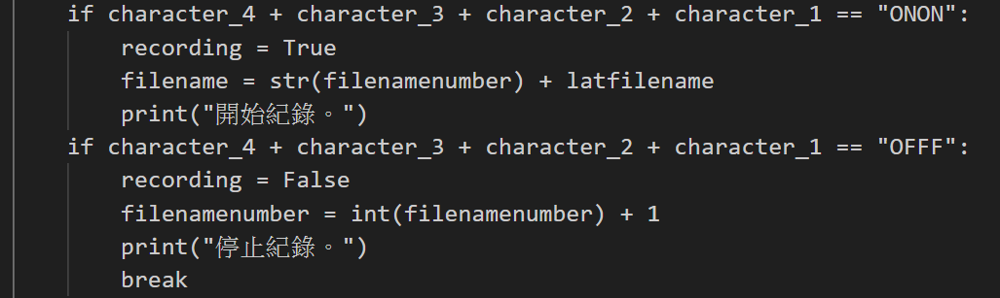 if character_4 + character_3 + character_2 + character_1 == "ONON":
    recording = True
    filename = str(filenamenumber) + latfilename
    print("開始紀錄。")
if character_4 + character_3 + character_2 + character_1 == "OFFF":
    recording = False
    filenamenumber = int(filenamenumber) + 1
    print("停止紀錄。")
    break